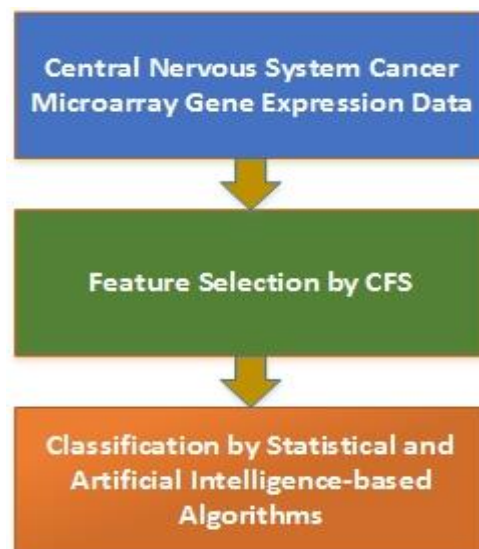 Central Nervous System Cancer
Microarray Gene Expression Data
Feature Selection by CFS
Classification by Statistical and
Artificial Intelligence-based
Algorithms